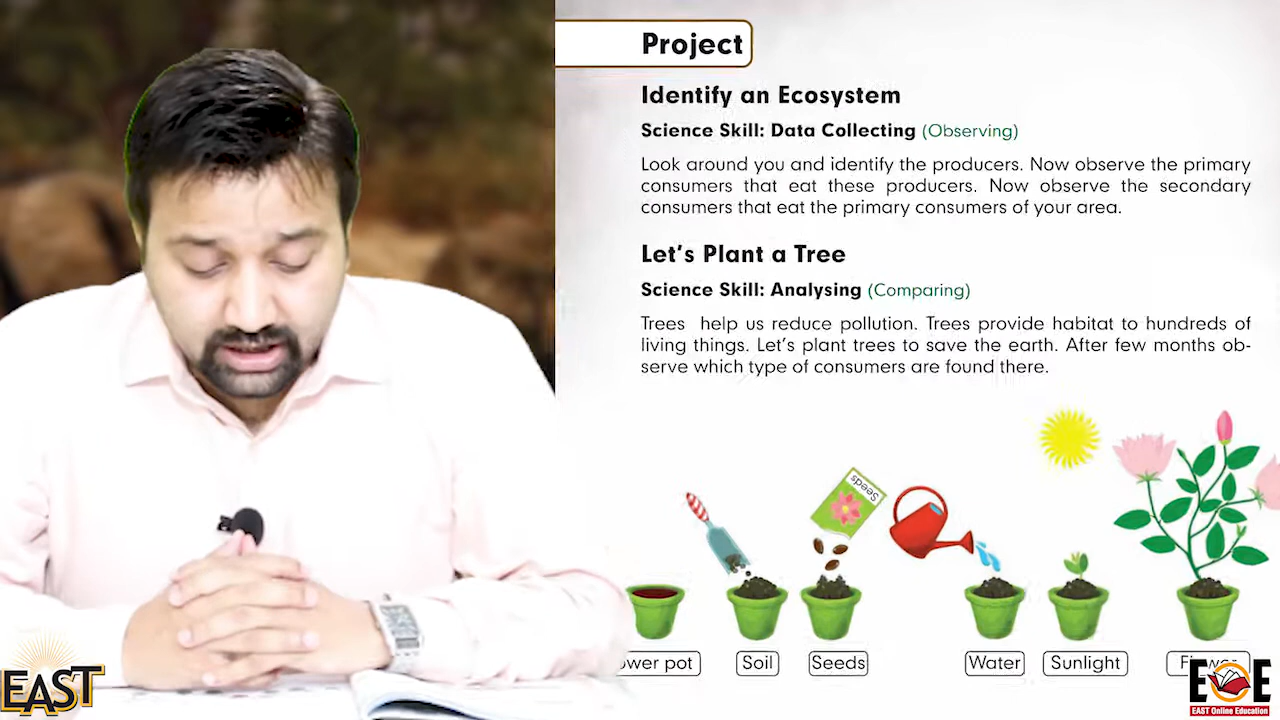 Project
Identify an Ecosystem
Science Skill: Data Collecting (Observing)
Look around you and identify the producers. Now observe the primary
consumers that eat these producers. Now observe the secondary
consumers that eat the primary consumers of your area.
Let's Plant a Tree
Science Skill: Analysing (Comparing)
Trees help us reduce pollution. Trees provide habitat to hundreds of
living things. Let's plant trees to save the earth. After few months ob-
serve which type of consumers are found there.
Seeds
ower pot
Soil
Seeds
Water
Sunlight
EAST
EOE
EAST Online Education